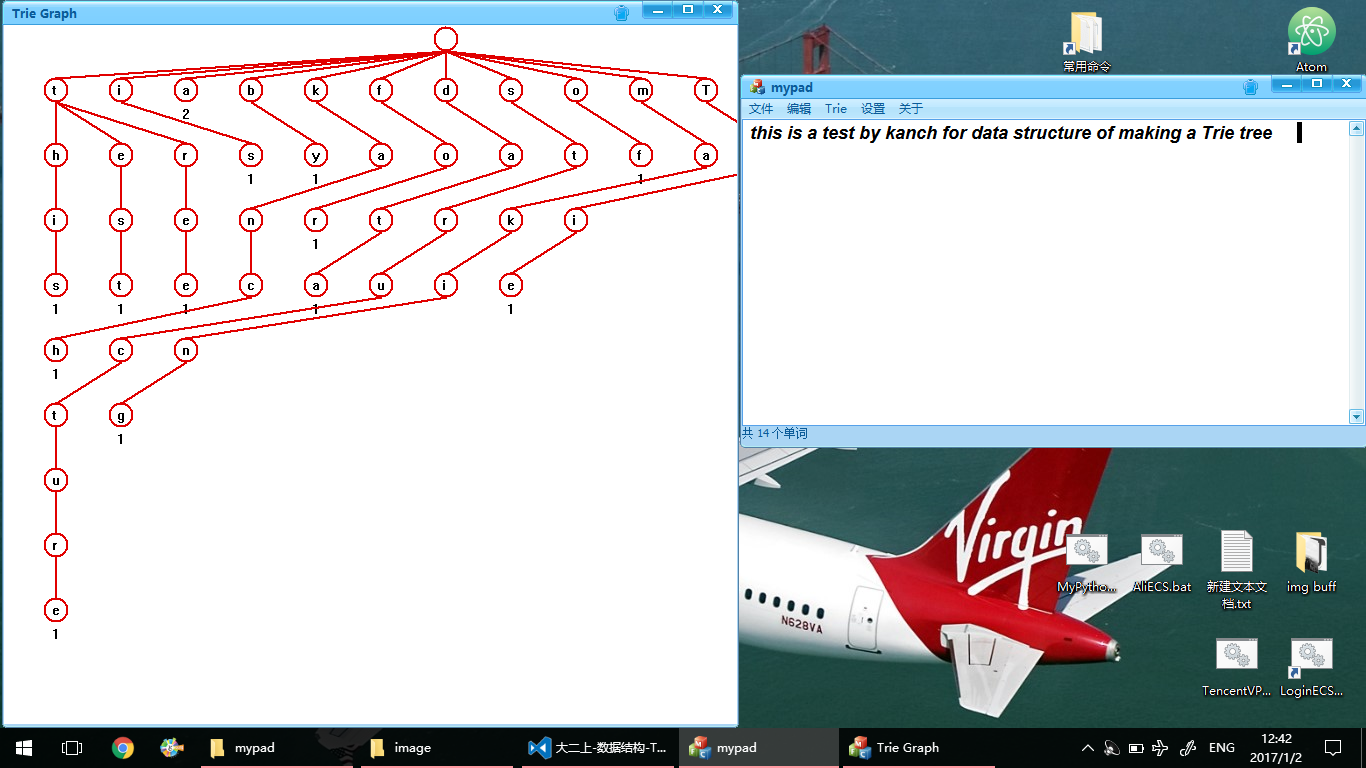 Trie Graph
t i a b k f d s o m T
2
h e r s y a o a t f a
1 1 1
i s e n r t r k i
1
s t e c a u i e
1 1 1 1 1
h c n
1
t g
1
u
r
e
1
mypad
文件 编辑 Trie 设置 关于
this is a test by kanch for data structure of making a Trie tree
共 14 个单词
常用命令
Atom
Virgin
N628VA
MyPytho...
AliECS.bat
新建文本文档.txt
img buff
TencentVP...
LoginECS...
mypad
image
大二上-数据结构-T...
mypad
Trie Graph
ENG
12:42
2017/1/2